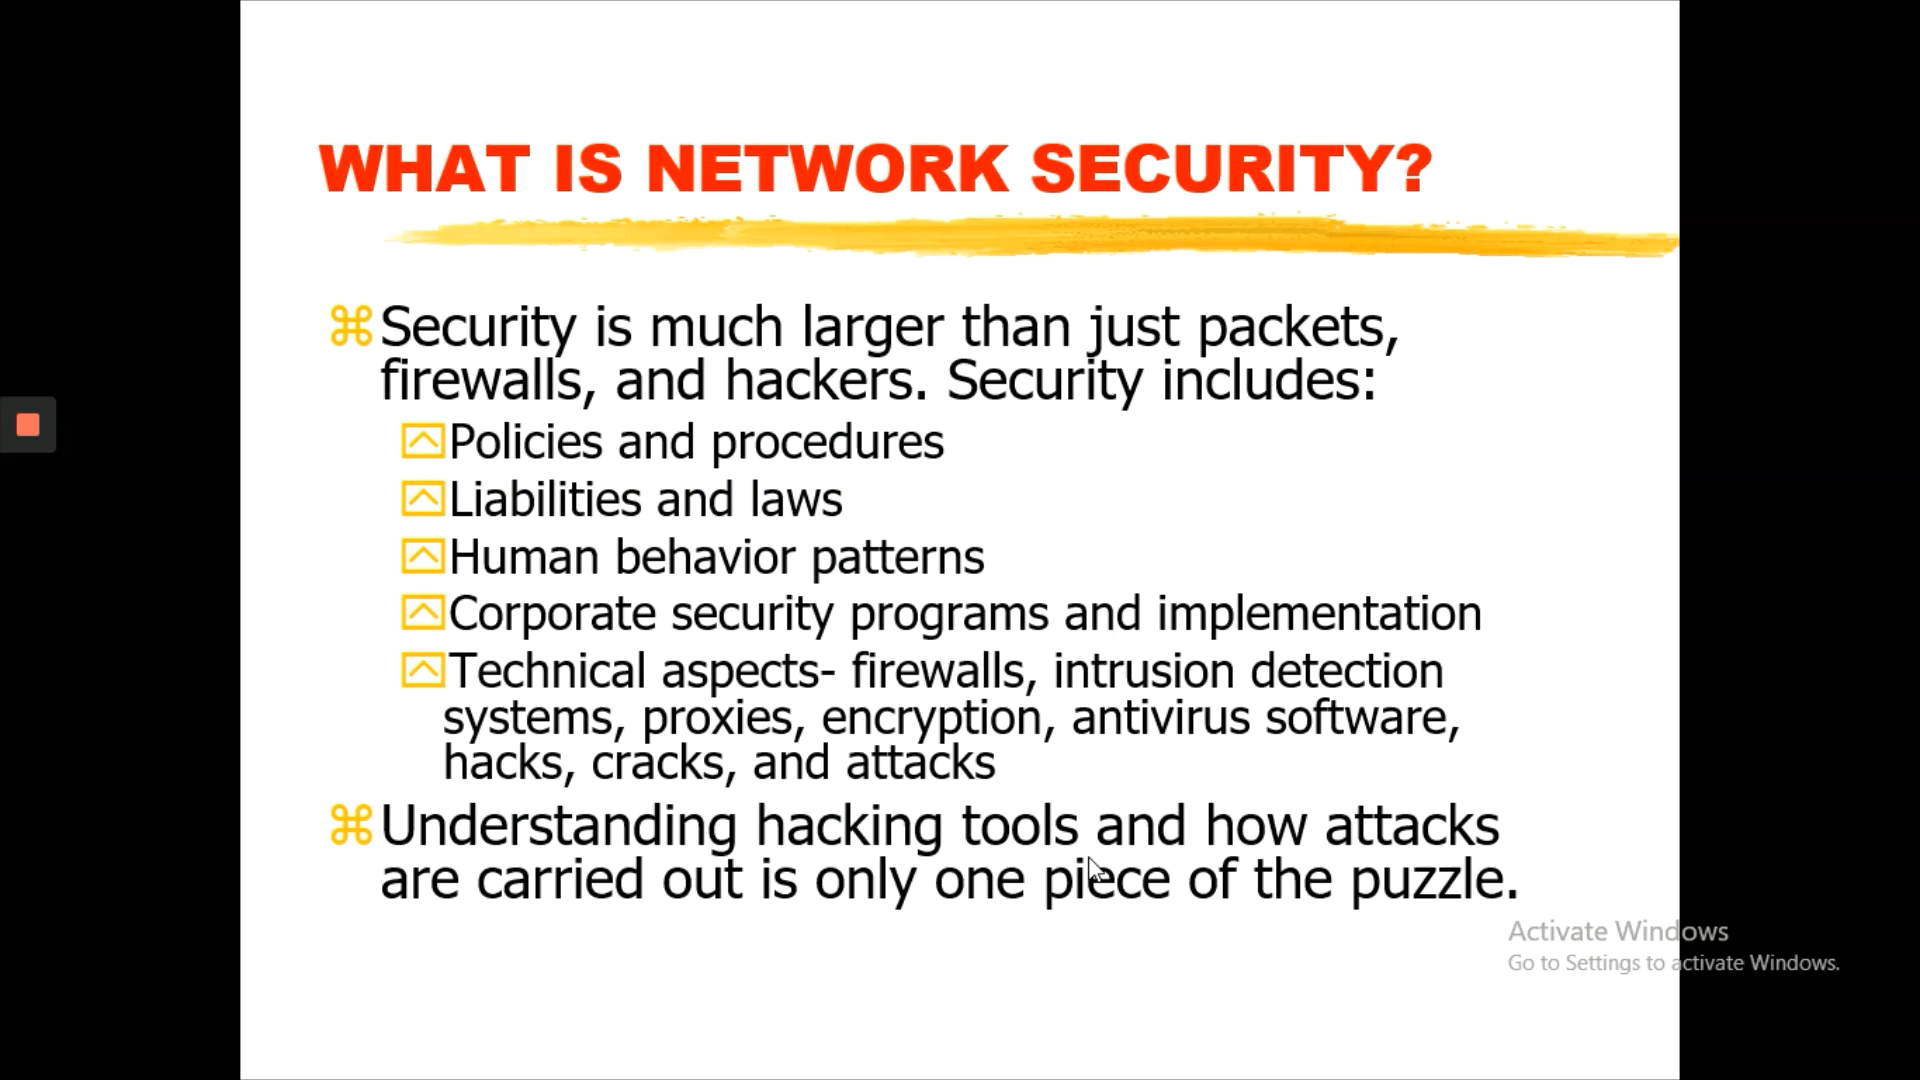 WHAT IS NETWORK SECURITY?
Security is much larger than just packets,
firewalls, and hackers. Security includes:
Policies and procedures
Liabilities and laws
Human behavior patterns
Corporate security programs and implementation
Technical aspects- firewalls, intrusion detection
systems, proxies, encryption, antivirus software,
hacks, cracks, and attacks
Understanding hacking tools and how attacks
are carried out is only one piece of the puzzle.
Activate Windows
Go to Settings to activate Windows.